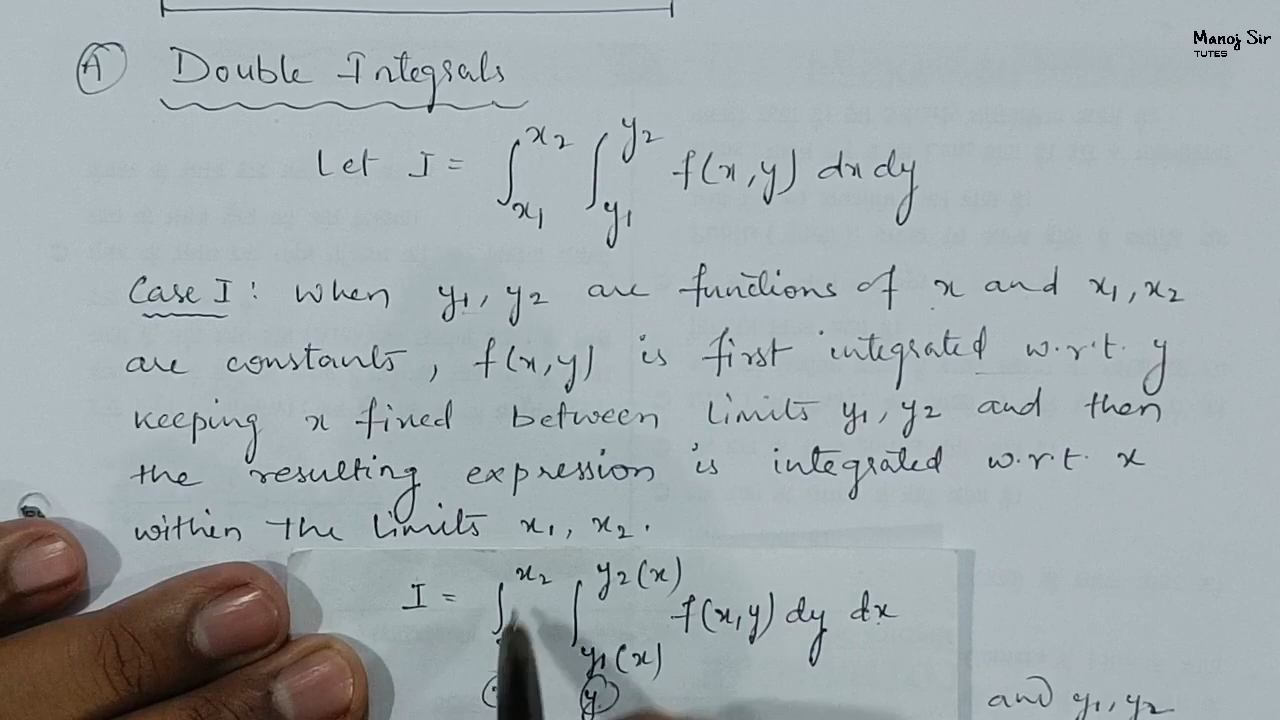 Manoj Sir
TUTES
(A) Double Integrals
Let I = ∫_{x1}^{x2} ∫_{y1}^{y2} f(x,y) dx dy
Case I : When y1, y2 are functions of x and x1, x2
are constants, f(x,y) is first integrated w.r.t. y
keeping x fixed between limits y1, y2 and then
the resulting expression is integrated w.r.t. x
within the limits x1, x2.
I = ∫^{x2} ∫_{y1(x)}^{y2(x)} f(x,y) dy dx
y
and y1, y2